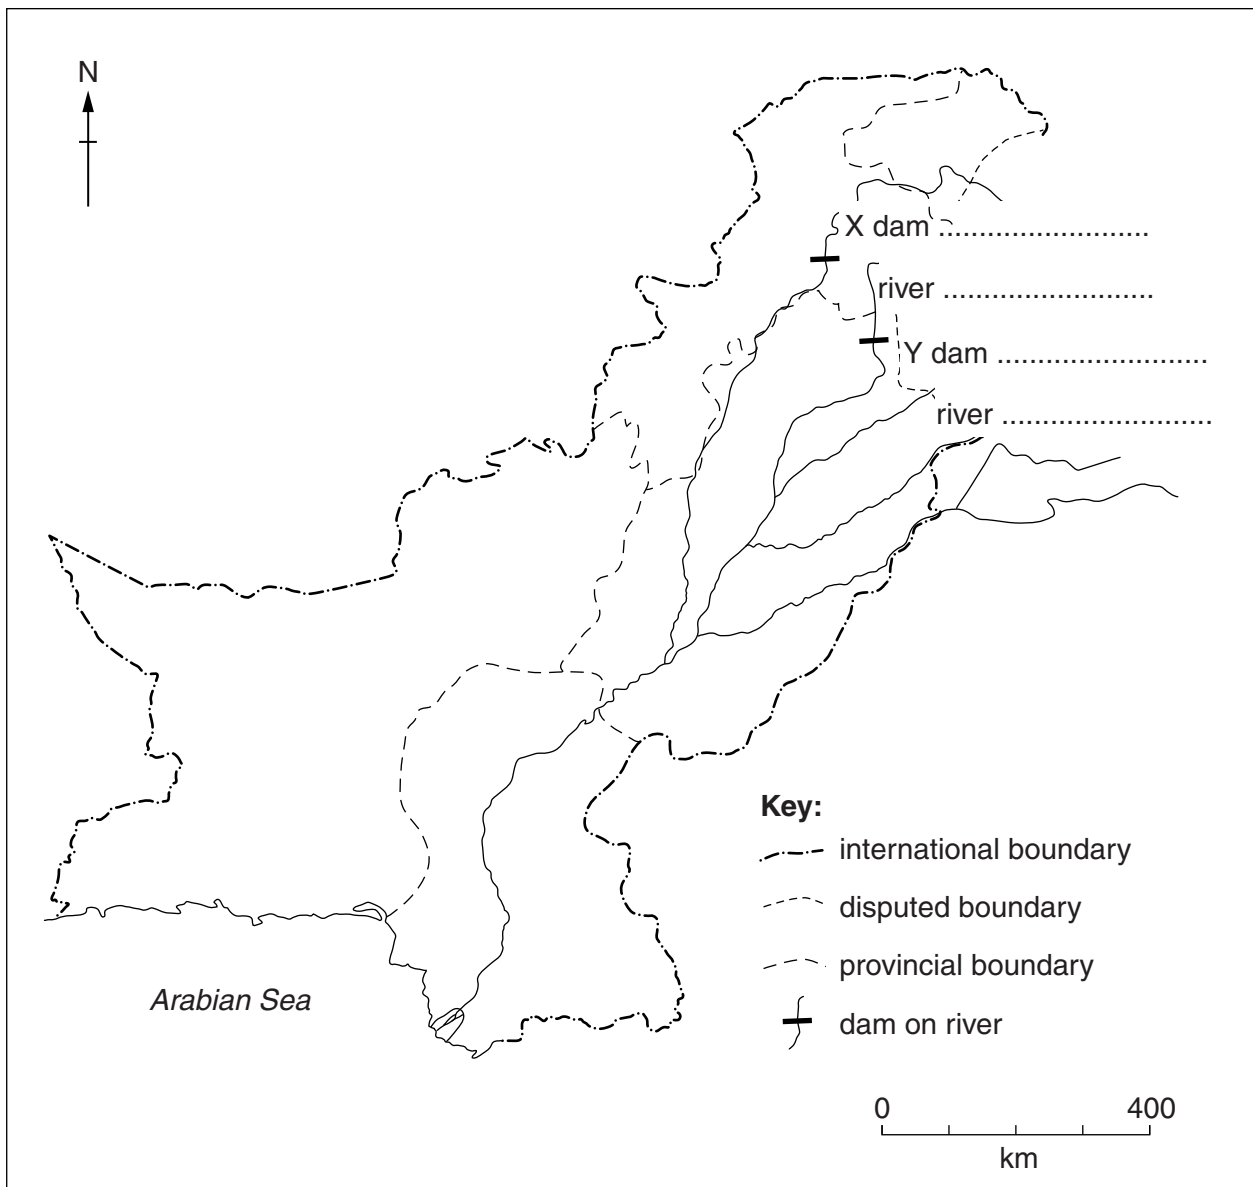 N
X dam ..........................
river ..........................
Y dam ..........................
river ..........................
Key:
international boundary
disputed boundary
provincial boundary
dam on river
Arabian Sea
0 400
km